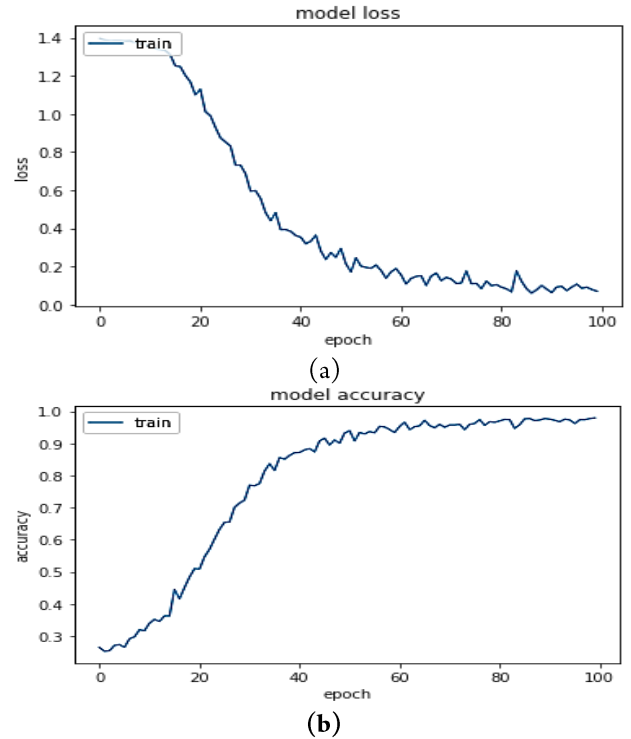 model loss
train
1.4
1.2
1.0
0.8
0.6
0.4
0.2
0.0
loss
0 20 40 60 80 100
epoch
(a)
model accuracy
train
1.0
0.9
0.8
0.7
0.6
0.5
0.4
0.3
accuracy
0 20 40 60 80 100
epoch
(b)